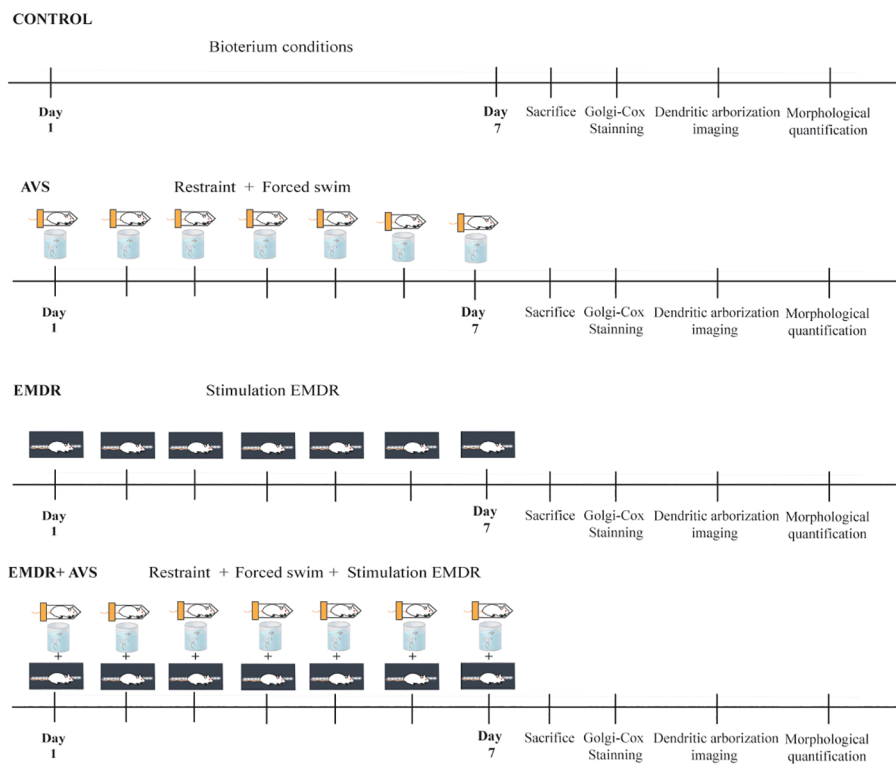 CONTROL
Bioterium conditions
Day
1
Day
7
Sacrifice
Golgi-Cox
Stainning
Dendritic arborization
imaging
Morphological
quantification
AVS
Restraint + Forced swim
Day
1
Day
7
Sacrifice
Golgi-Cox
Stainning
Dendritic arborization
imaging
Morphological
quantification
EMDR
Stimulation EMDR
Day
1
Day
7
Sacrifice
Golgi-Cox
Stainning
Dendritic arborization
imaging
Morphological
quantification
EMDR+ AVS
Restraint + Forced swim + Stimulation EMDR
+ + + + + + +
Day
1
Day
7
Sacrifice
Golgi-Cox
Stainning
Dendritic arborization
imaging
Morphological
quantification